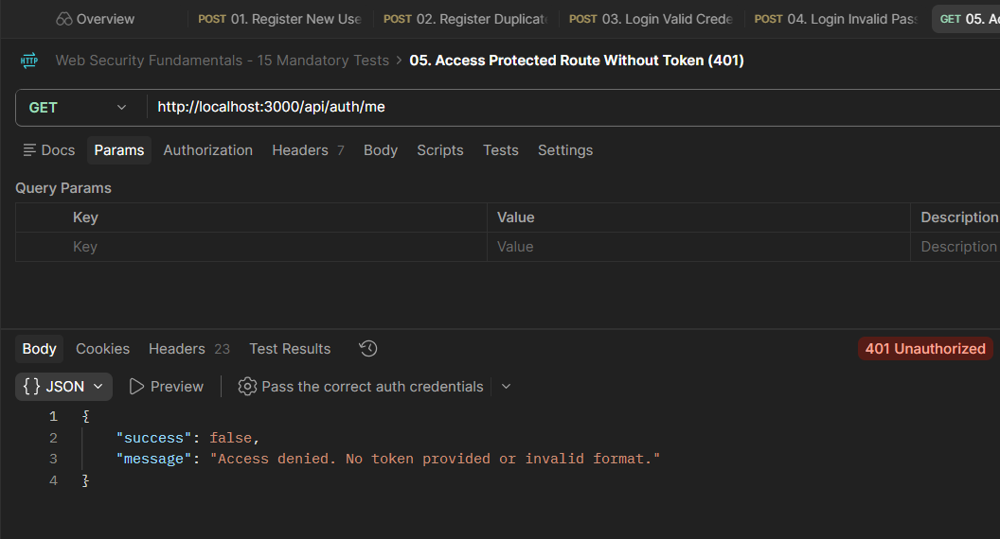 Overview POST 01. Register New Use POST 02. Register Duplicat POST 03. Login Valid Crede POST 04. Login Invalid Pas GET 05. Ac
HTTP Web Security Fundamentals - 15 Mandatory Tests > 05. Access Protected Route Without Token (401)
GET http://localhost:3000/api/auth/me
Docs Params Authorization Headers 7 Body Scripts Tests Settings
Query Params
Key Value Description
Key Value Description
Body Cookies Headers 23 Test Results 401 Unauthorized
{} JSON Preview Pass the correct auth credentials
1 {
2 "success": false,
3 "message": "Access denied. No token provided or invalid format."
4 }